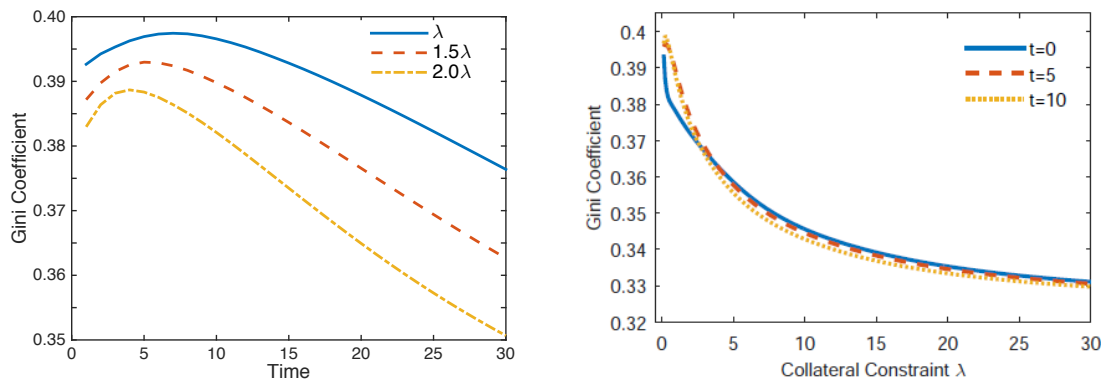 0.40
0.39
0.38
0.37
0.36
0.35
Gini Coefficient
λ
1.5λ
2.0λ
0 5 10 15 20 25 30
Time
0.4
0.39
0.38
0.37
0.36
0.35
0.34
0.33
0.32
Gini Coefficient
t=0
t=5
t=10
0 5 10 15 20 25 30
Collateral Constraint λ